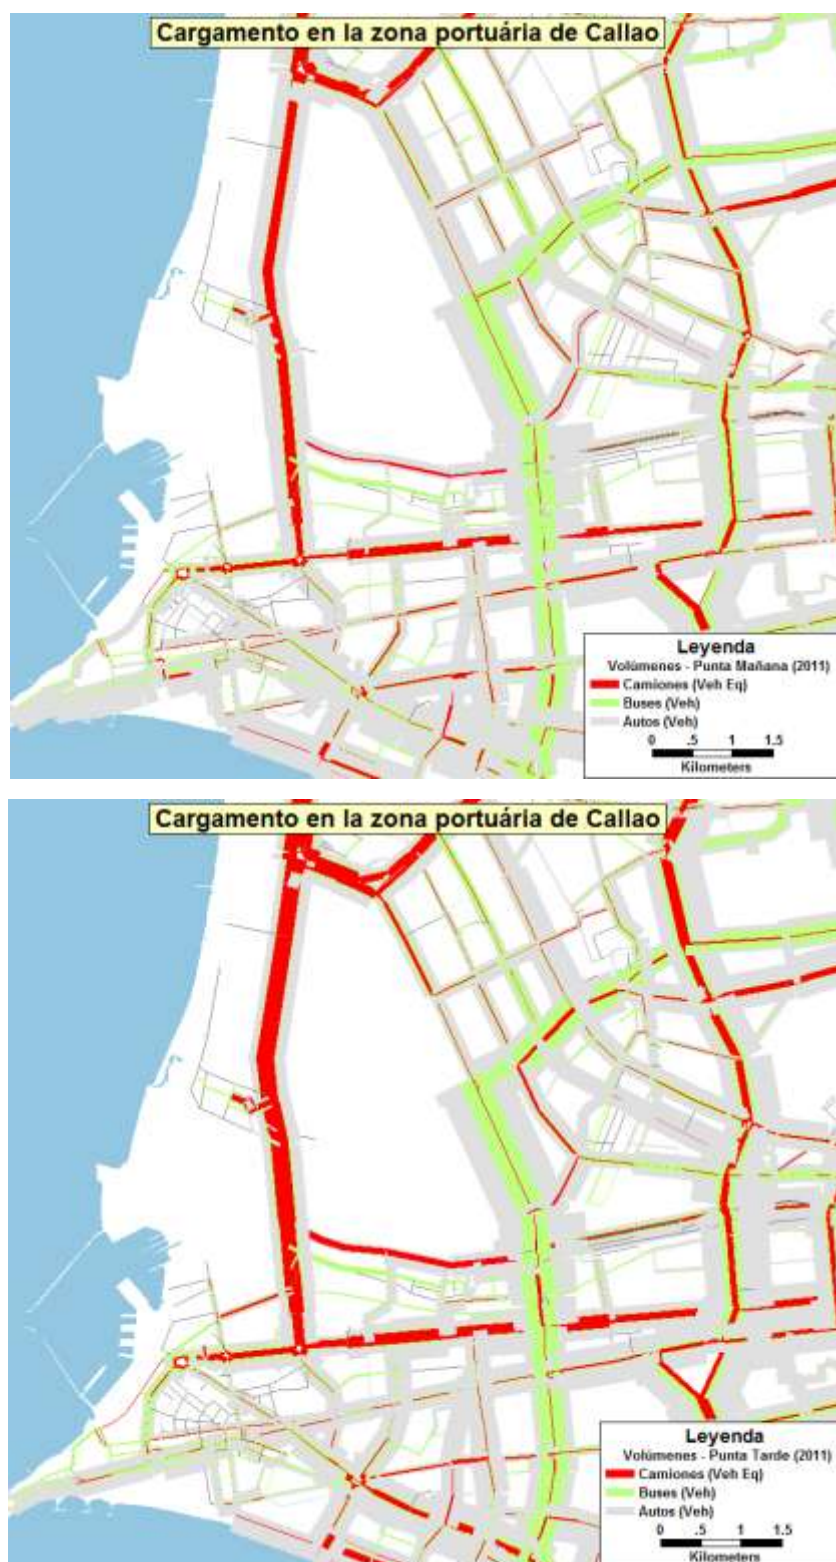 Cargamento en la zona portuária de Callao
Leyenda
Volúmenes - Punta Mañana (2011)
Camiones (Veh Eq)
Buses (Veh)
Autos (Veh)
0 .5 1 1.5
Kilometers
Cargamento en la zona portuária de Callao
Leyenda
Volúmenes - Punta Tarde (2011)
Camiones (Veh Eq)
Buses (Veh)
Autos (Veh)
0 .5 1 1.5
Kilometers